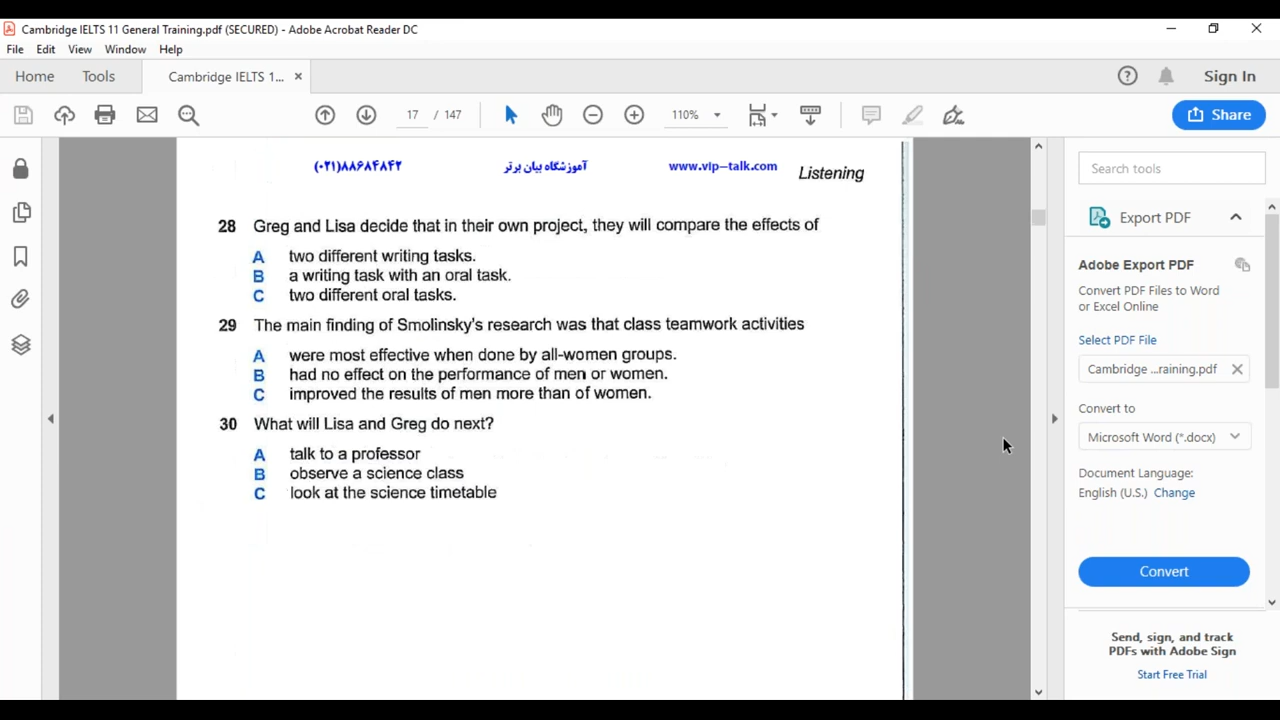 Cambridge IELTS 11 General Training.pdf (SECURED) - Adobe Acrobat Reader DC
File Edit View Window Help
Home Tools Cambridge IELTS 1... × Sign In
17 / 147 110% Share
(۰۲۱)۸۸۶۸۴۸۴۲ آموزشگاه بیان برتر www.vip-talk.com Listening
28 Greg and Lisa decide that in their own project, they will compare the effects of
A two different writing tasks.
B a writing task with an oral task.
C two different oral tasks.
29 The main finding of Smolinsky's research was that class teamwork activities
A were most effective when done by all-women groups.
B had no effect on the performance of men or women.
C improved the results of men more than of women.
30 What will Lisa and Greg do next?
A talk to a professor
B observe a science class
C look at the science timetable
Search tools
Export PDF
Adobe Export PDF
Convert PDF Files to Word
or Excel Online
Select PDF File
Cambridge ...raining.pdf
Convert to
Microsoft Word (*.docx)
Document Language:
English (U.S.) Change
Convert
Send, sign, and track
PDFs with Adobe Sign
Start Free Trial